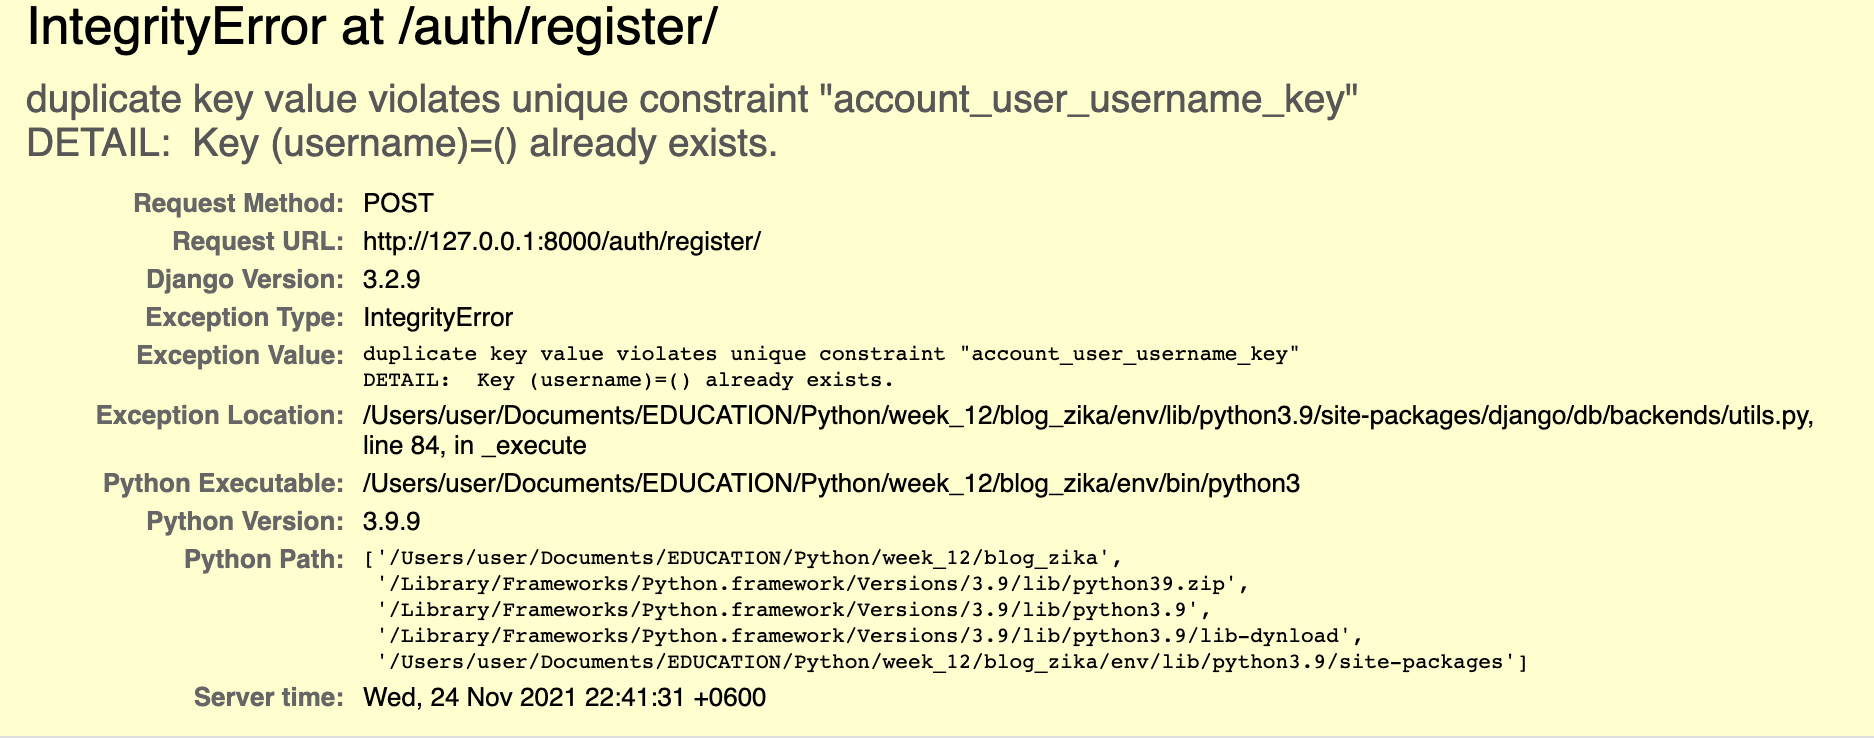 IntegrityError at /auth/register/
duplicate key value violates unique constraint "account_user_username_key"
DETAIL:  Key (username)=() already exists.
Request Method: POST
Request URL: http://127.0.0.1:8000/auth/register/
Django Version: 3.2.9
Exception Type: IntegrityError
Exception Value: duplicate key value violates unique constraint "account_user_username_key"
DETAIL:  Key (username)=() already exists.
Exception Location: /Users/user/Documents/EDUCATION/Python/week_12/blog_zika/env/lib/python3.9/site-packages/django/db/backends/utils.py,
line 84, in _execute
Python Executable: /Users/user/Documents/EDUCATION/Python/week_12/blog_zika/env/bin/python3
Python Version: 3.9.9
Python Path: ['/Users/user/Documents/EDUCATION/Python/week_12/blog_zika',
'/Library/Frameworks/Python.framework/Versions/3.9/lib/python39.zip',
'/Library/Frameworks/Python.framework/Versions/3.9/lib/python3.9',
'/Library/Frameworks/Python.framework/Versions/3.9/lib/python3.9/lib-dynload',
'/Users/user/Documents/EDUCATION/Python/week_12/blog_zika/env/lib/python3.9/site-packages']
Server time: Wed, 24 Nov 2021 22:41:31 +0600